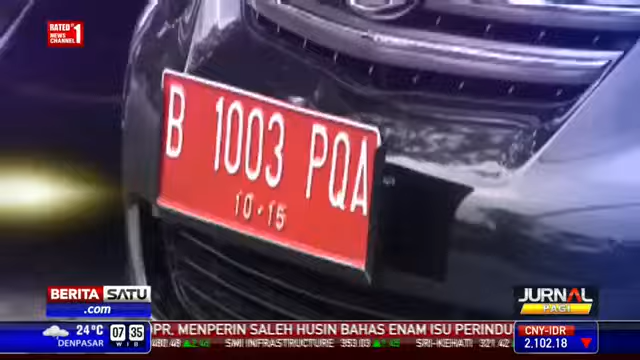 RATED #1
NEWS
CHANNEL
B 1003 PQA
10·15
BERITA SATU
.com
JURNAL
PAGI
24°C
DENPASAR
07 35
WIB
PR, MENPERIN SALEH HUSIN BAHAS ENAM ISU PERINDU
SMI INFRASTRUCTURE 353.03
SRI-KEHATI 321.42
CNY-IDR
2,102.18